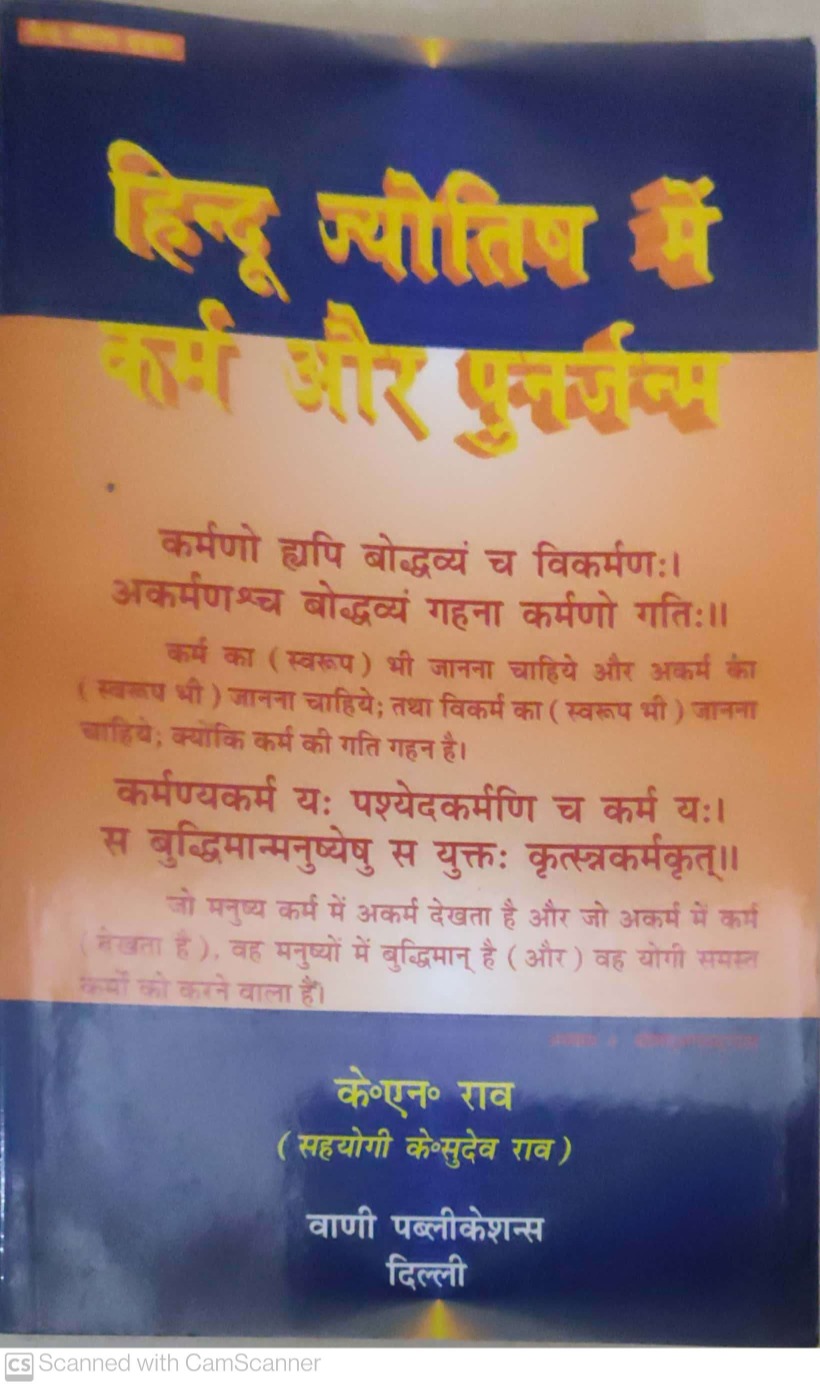 हिन्दू ज्योतिष में
कर्म और पुनर्जन्म
कर्मणो ह्यपि बोद्धव्यं च विकर्मणः।
अकर्मणश्च बोद्धव्यं गहना कर्मणो गतिः॥
कर्म का ( स्वरूप ) भी जानना चाहिये और अकर्म का
( स्वरूप भी ) जानना चाहिये; तथा विकर्म का ( स्वरूप भी ) जानना
चाहिये; क्योंकि कर्म की गति गहन है।
कर्मण्यकर्म यः पश्येदकर्मणि च कर्म यः।
स बुद्धिमान्मनुष्येषु स युक्तः कृत्स्नकर्मकृत्॥
जो मनुष्य कर्म में अकर्म देखता है और जो अकर्म में कर्म
( देखता है ), वह मनुष्यों में बुद्धिमान् है ( और ) वह योगी समस्त
कर्मों को करने वाला है।
के॰एन॰ राव
( सहयोगी के॰सुदेव राव )
वाणी पब्लीकेशन्स
दिल्ली
CS Scanned with CamScanner